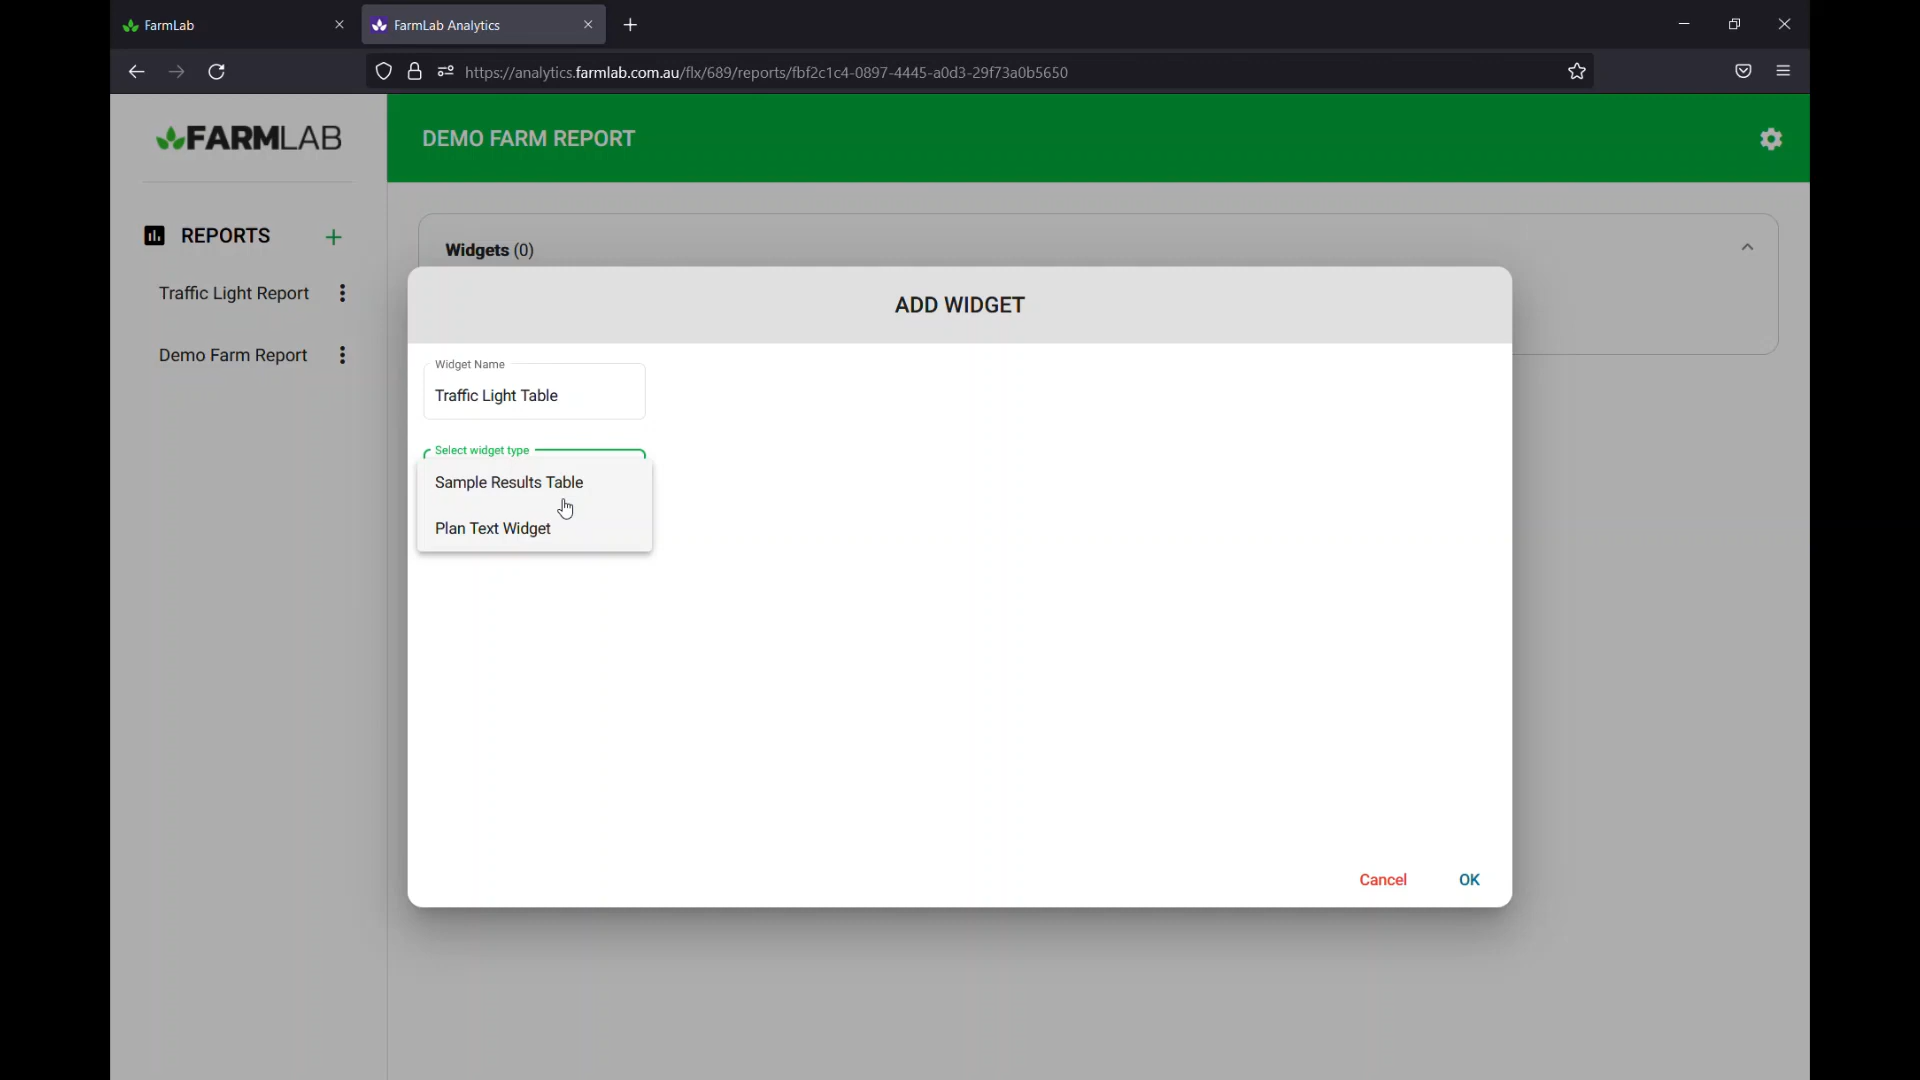 FarmLab
FarmLab Analytics
https://analytics.farmlab.com.au/flx/689/reports/fbf2c1c4-0897-4445-a0d3-29f73a0b5650
FARMLAB
DEMO FARM REPORT
REPORTS
Traffic Light Report
Demo Farm Report
Widgets (0)
ADD WIDGET
Widget Name
Traffic Light Table
Select widget type
Sample Results Table
Plan Text Widget
Cancel
OK